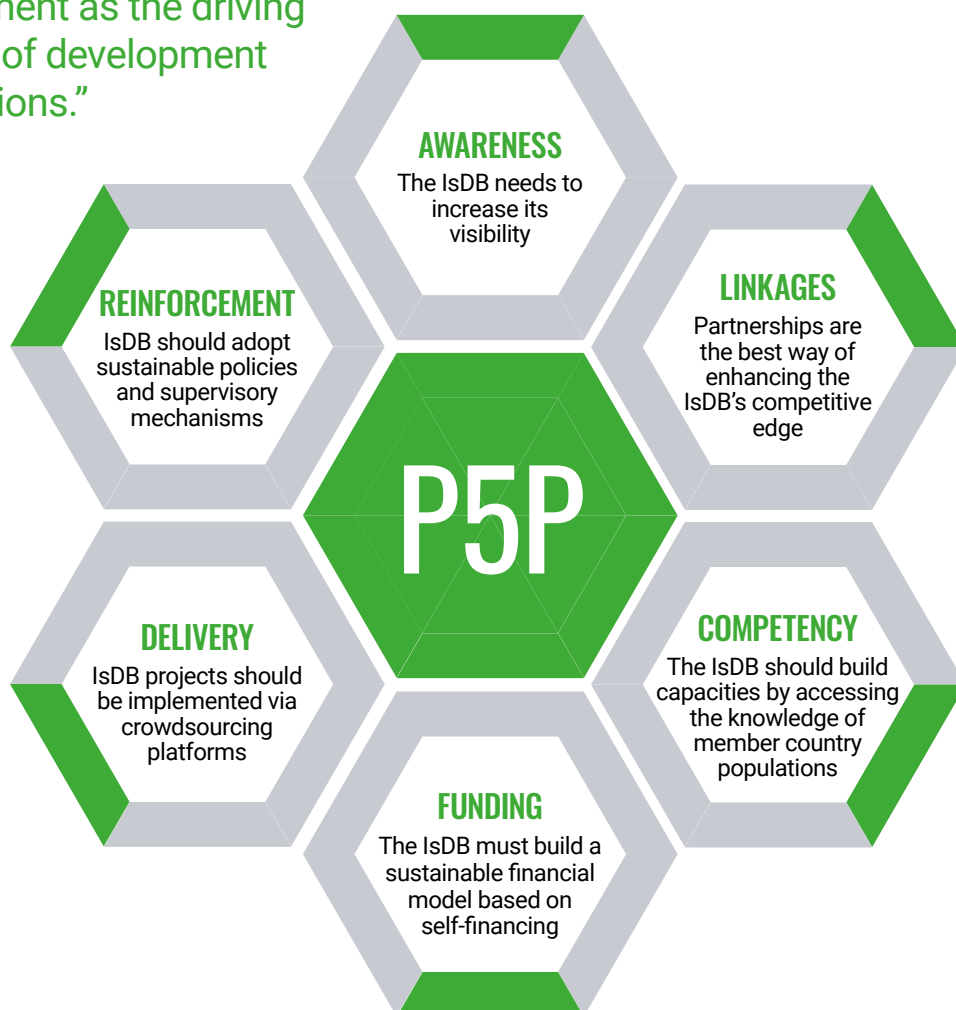 ment as the driving
of development
ions.”
AWARENESS
The IsDB needs to
increase its
visibility
LINKAGES
Partnerships are
the best way of
enhancing the
IsDB’s competitive
edge
REINFORCEMENT
IsDB should adopt
sustainable policies
and supervisory
mechanisms
P5P
DELIVERY
IsDB projects should
be implemented via
crowdsourcing
platforms
COMPETENCY
The IsDB should build
capacities by accessing
the knowledge of
member country
populations
FUNDING
The IsDB must build a
sustainable financial
model based on
self-financing